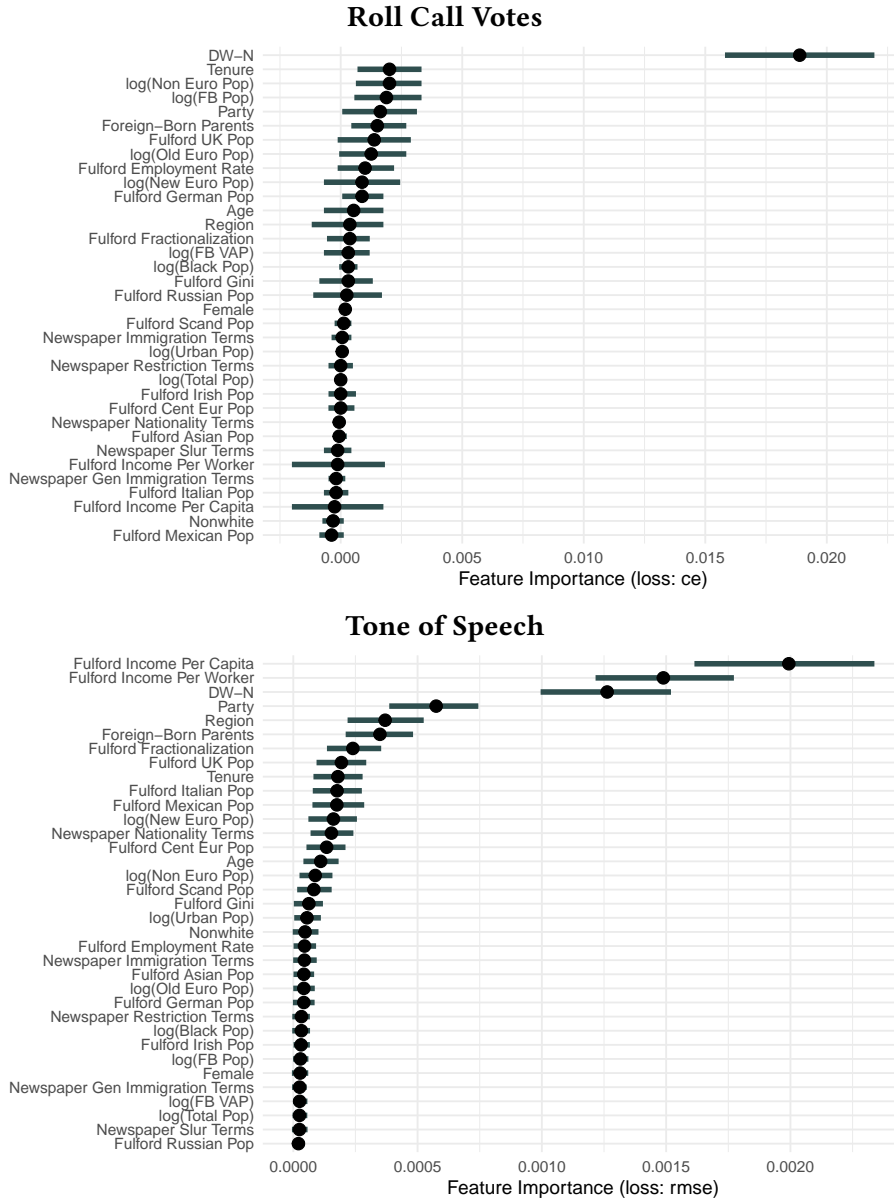 Roll Call Votes
DW−N
Tenure
log(Non Euro Pop)
log(FB Pop)
Party
Foreign−Born Parents
Fulford UK Pop
log(Old Euro Pop)
Fulford Employment Rate
log(New Euro Pop)
Fulford German Pop
Age
Region
Fulford Fractionalization
log(FB VAP)
log(Black Pop)
Fulford Gini
Fulford Russian Pop
Female
Fulford Scand Pop
Newspaper Immigration Terms
log(Urban Pop)
Newspaper Restriction Terms
log(Total Pop)
Fulford Irish Pop
Fulford Cent Eur Pop
Newspaper Nationality Terms
Fulford Asian Pop
Newspaper Slur Terms
Fulford Income Per Worker
Newspaper Gen Immigration Terms
Fulford Italian Pop
Fulford Income Per Capita
Nonwhite
Fulford Mexican Pop
0.000 0.005 0.010 0.015 0.020
Feature Importance (loss: ce)
Tone of Speech
Fulford Income Per Capita
Fulford Income Per Worker
DW−N
Party
Region
Foreign−Born Parents
Fulford Fractionalization
Fulford UK Pop
Tenure
Fulford Italian Pop
Fulford Mexican Pop
log(New Euro Pop)
Newspaper Nationality Terms
Fulford Cent Eur Pop
Age
log(Non Euro Pop)
Fulford Scand Pop
Fulford Gini
log(Urban Pop)
Nonwhite
Fulford Employment Rate
Newspaper Immigration Terms
Fulford Asian Pop
log(Old Euro Pop)
Fulford German Pop
Newspaper Restriction Terms
log(Black Pop)
Fulford Irish Pop
log(FB Pop)
Female
Newspaper Gen Immigration Terms
log(FB VAP)
log(Total Pop)
Newspaper Slur Terms
Fulford Russian Pop
0.0000 0.0005 0.0010 0.0015 0.0020
Feature Importance (loss: rmse)